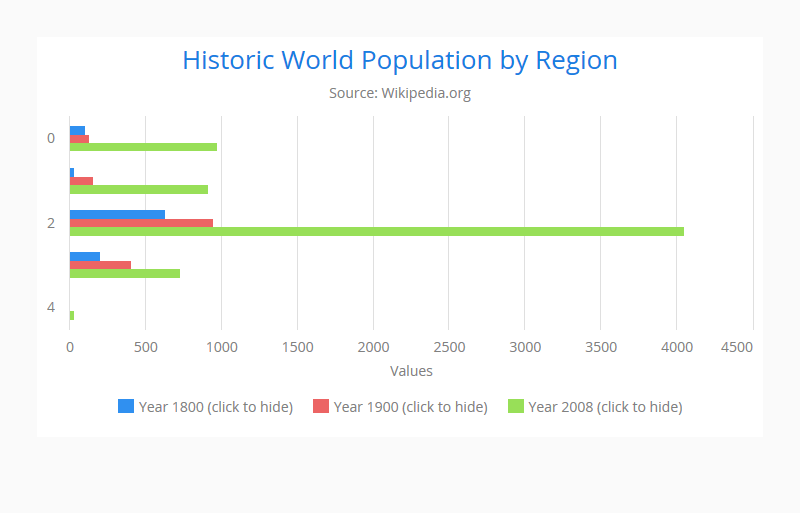 Historic World Population by Region
Source: Wikipedia.org
0
2
4
0 500 1000 1500 2000 2500 3000 3500 4000 4500
Values
Year 1800 (click to hide) Year 1900 (click to hide) Year 2008 (click to hide)